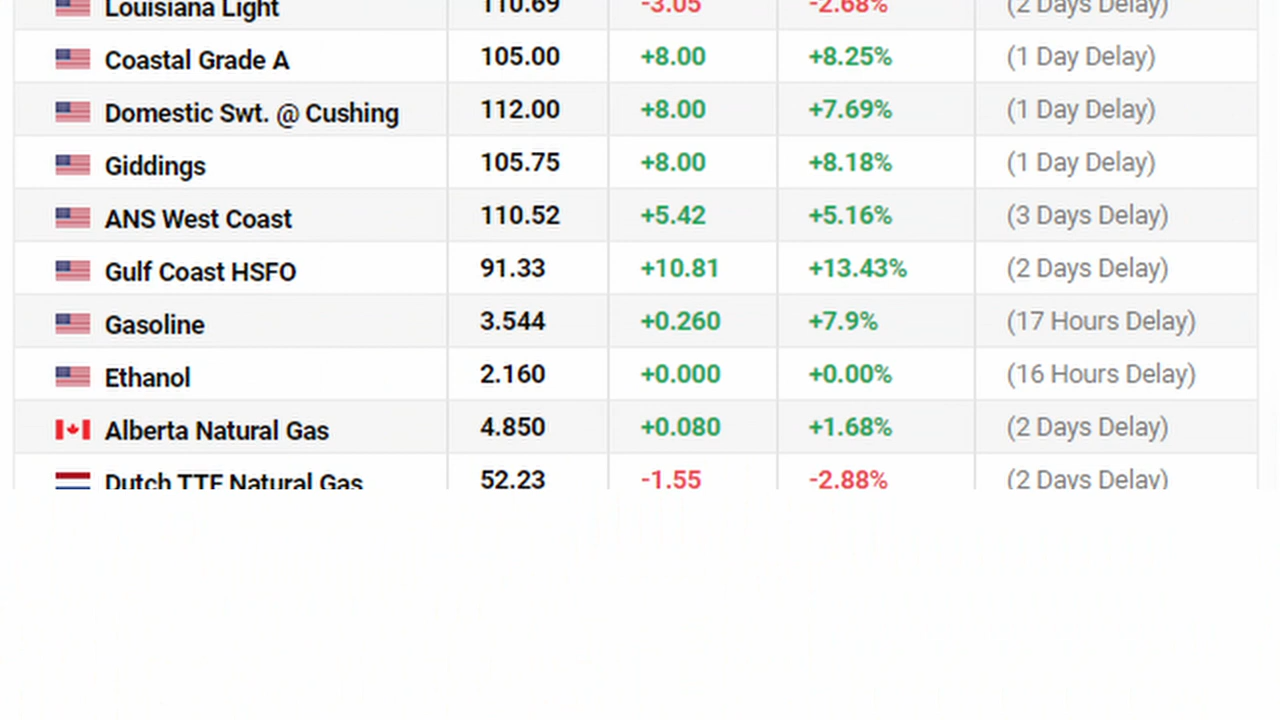 Louisiana Light 110.69 -3.05 -2.68% (2 Days Delay)
Coastal Grade A 105.00 +8.00 +8.25% (1 Day Delay)
Domestic Swt. @ Cushing 112.00 +8.00 +7.69% (1 Day Delay)
Giddings 105.75 +8.00 +8.18% (1 Day Delay)
ANS West Coast 110.52 +5.42 +5.16% (3 Days Delay)
Gulf Coast HSFO 91.33 +10.81 +13.43% (2 Days Delay)
Gasoline 3.544 +0.260 +7.9% (17 Hours Delay)
Ethanol 2.160 +0.000 +0.00% (16 Hours Delay)
Alberta Natural Gas 4.850 +0.080 +1.68% (2 Days Delay)
Dutch TTF Natural Gas 52.23 -1.55 -2.88% (2 Days Delay)